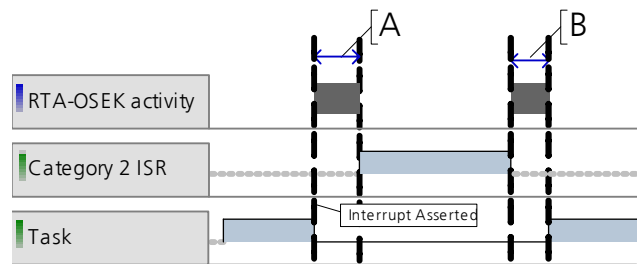 A
B
RTA-OSEK activity
Category 2 ISR
Interrupt Asserted
Task